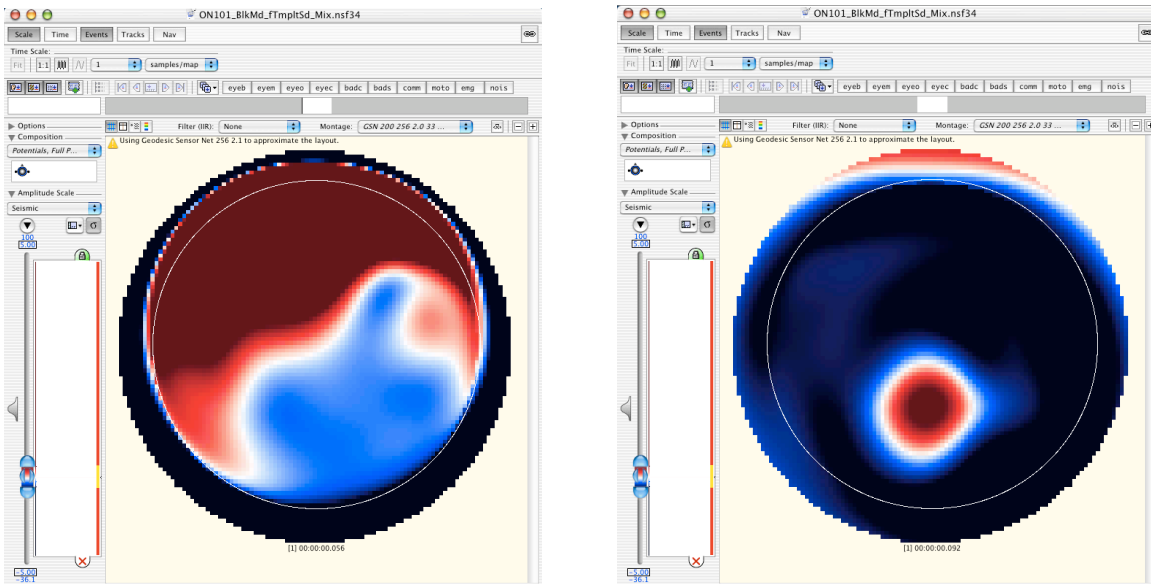 ON101_BlkMd_fTmpltSd_Mix.nsf34
Scale Time Events Tracks Nav
Time Scale:
Fit 1:1 1 samples/map
eyeb eyem eyeo eyec badc bads comm moto emg nois
Options
Filter (IIR): None Montage: GSN 200 256 2.0 33 ...
Composition
Using Geodesic Sensor Net 256 2.1 to approximate the layout.
Potentials, Full P...
Amplitude Scale
Seismic
100
5.00
-5.00
-36.1
[1] 00:00:00.056
ON101_BlkMd_fTmpltSd_Mix.nsf34
Scale Time Events Tracks Nav
Time Scale:
Fit 1:1 1 samples/map
eyeb eyem eyeo eyec badc bads comm moto emg nois
Options
Filter (IIR): None Montage: GSN 200 256 2.0 33 ...
Composition
Using Geodesic Sensor Net 256 2.1 to approximate the layout.
Potentials, Full P...
Amplitude Scale
Seismic
100
5.00
-5.00
-36.1
[1] 00:00:00.092